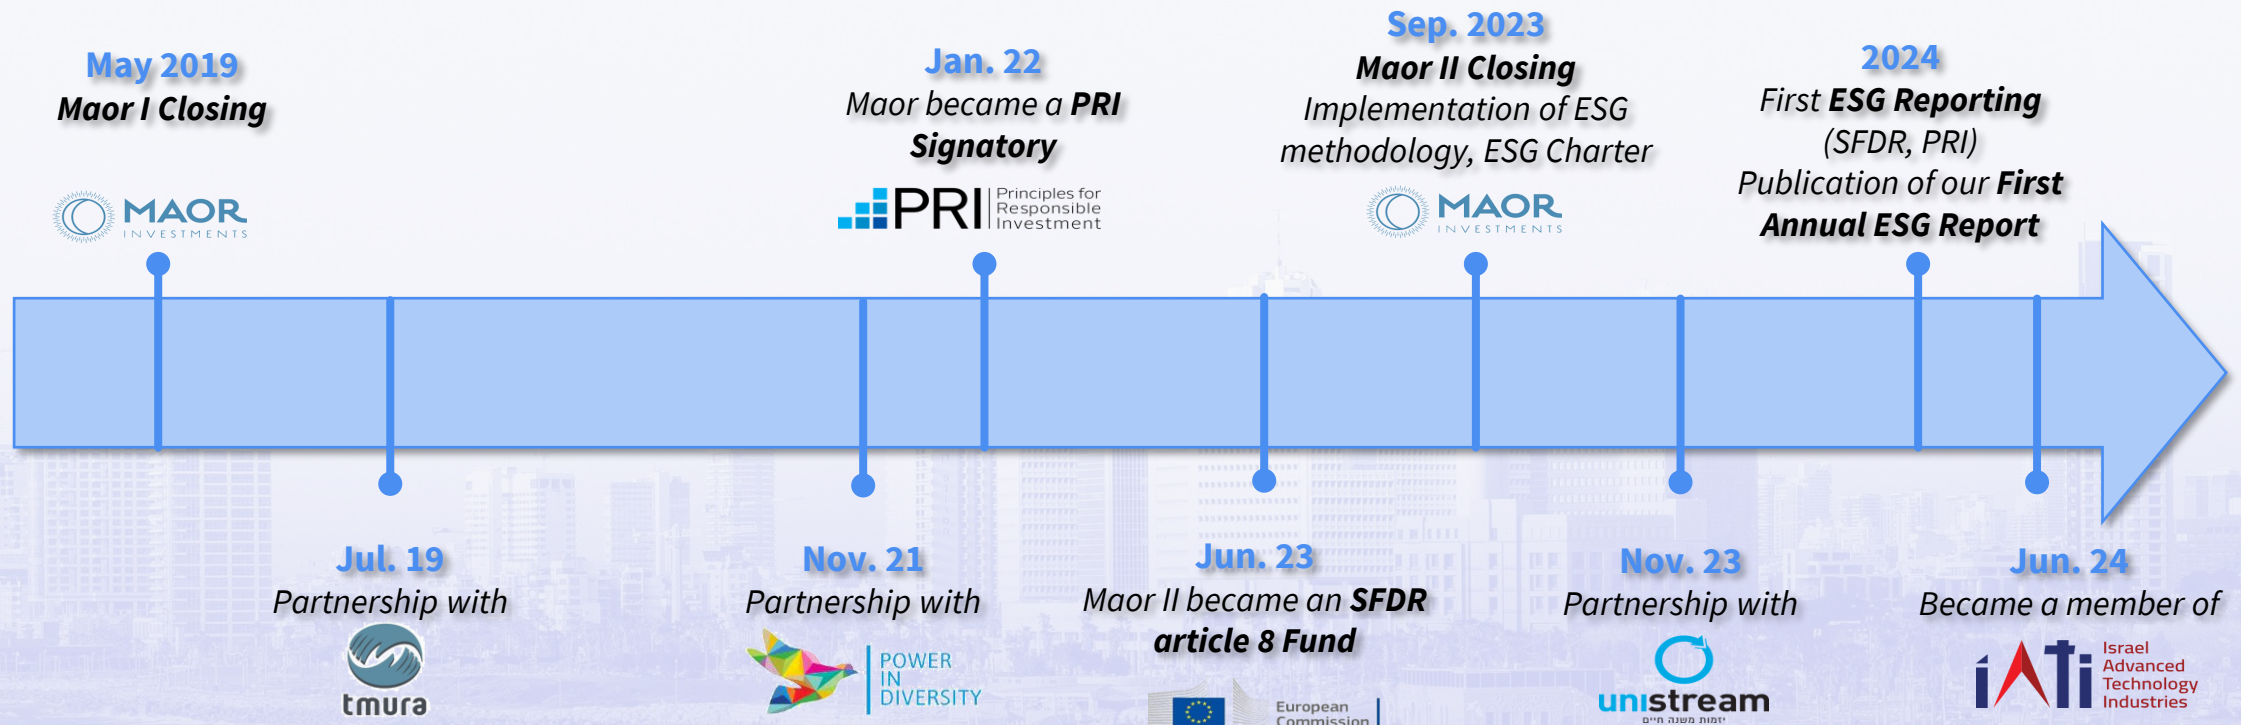 May 2019
Maor I Closing
MAOR
INVESTMENTS
Jan. 22
Maor became a PRI
Signatory
PRI
Principles for
Responsible
Investment
Sep. 2023
Maor II Closing
Implementation of ESG
methodology, ESG Charter
MAOR
INVESTMENTS
2024
First ESG Reporting
(SFDR, PRI)
Publication of our First
Annual ESG Report
Jul. 19
Partnership with
tmura
Nov. 21
Partnership with
POWER
IN
DIVERSITY
Jun. 23
Maor II became an SFDR
article 8 Fund
European
Commission
Nov. 23
Partnership with
unistream
יזמות משנה חיים
Jun. 24
Became a member of
iATi
Israel
Advanced
Technology
Industries